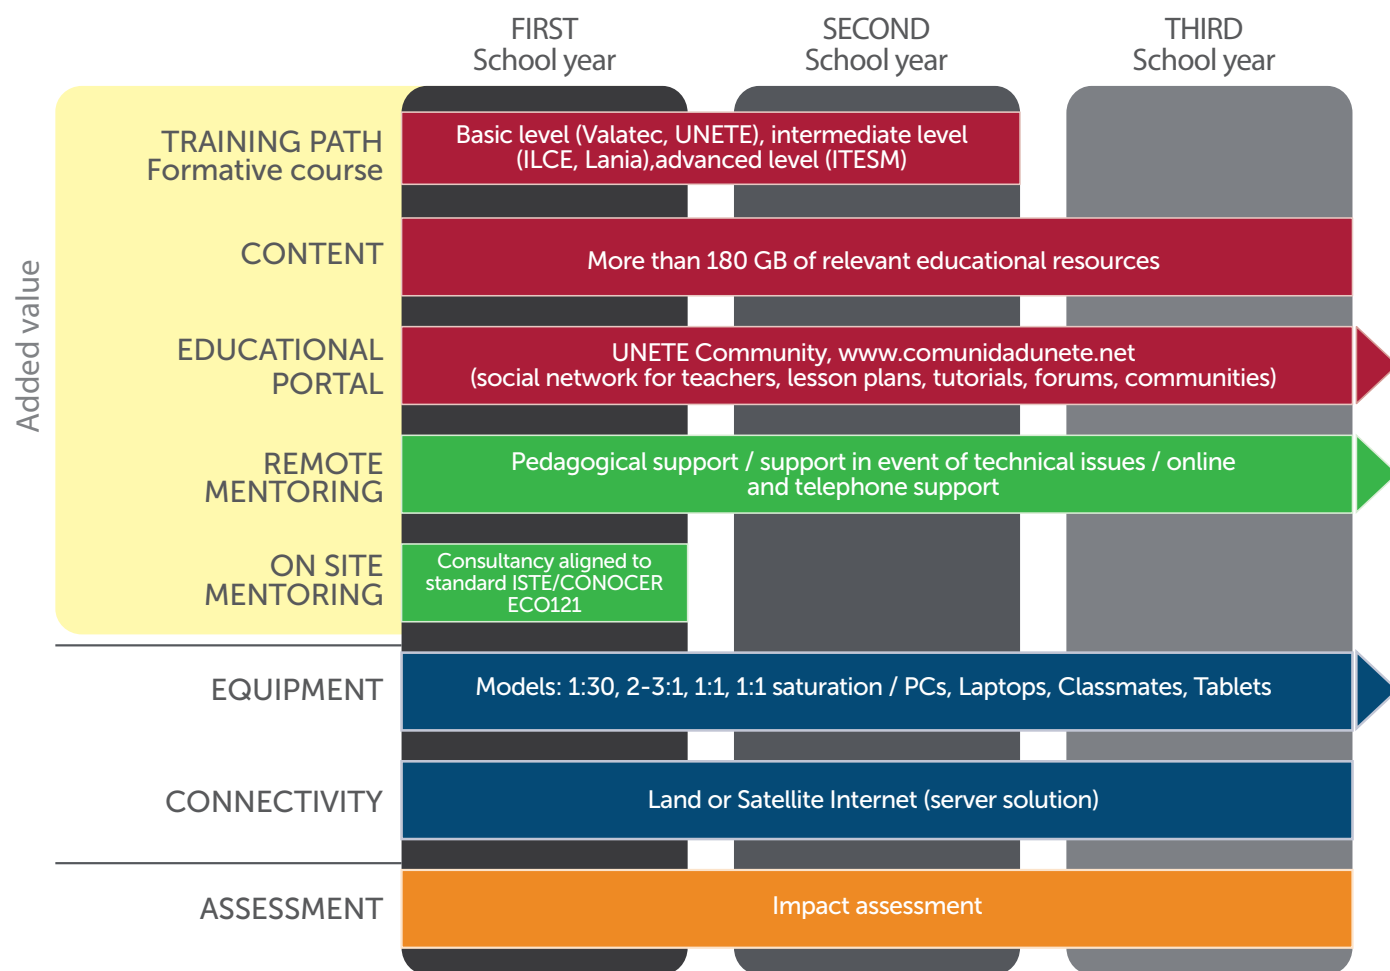 FIRST
School year
SECOND
School year
THIRD
School year
Added value
TRAINING PATH
Formative course
Basic level (Valatec, UNETE), intermediate level
(ILCE, Lania),advanced level (ITESM)
CONTENT
More than 180 GB of relevant educational resources
EDUCATIONAL
PORTAL
UNETE Community, www.comunidadunete.net
(social network for teachers, lesson plans, tutorials, forums, communities)
REMOTE
MENTORING
Pedagogical support / support in event of technical issues / online
and telephone support
ON SITE
MENTORING
Consultancy aligned to
standard ISTE/CONOCER
ECO121
EQUIPMENT
Models: 1:30, 2-3:1, 1:1, 1:1 saturation / PCs, Laptops, Classmates, Tablets
CONNECTIVITY
Land or Satellite Internet (server solution)
ASSESSMENT
Impact assessment